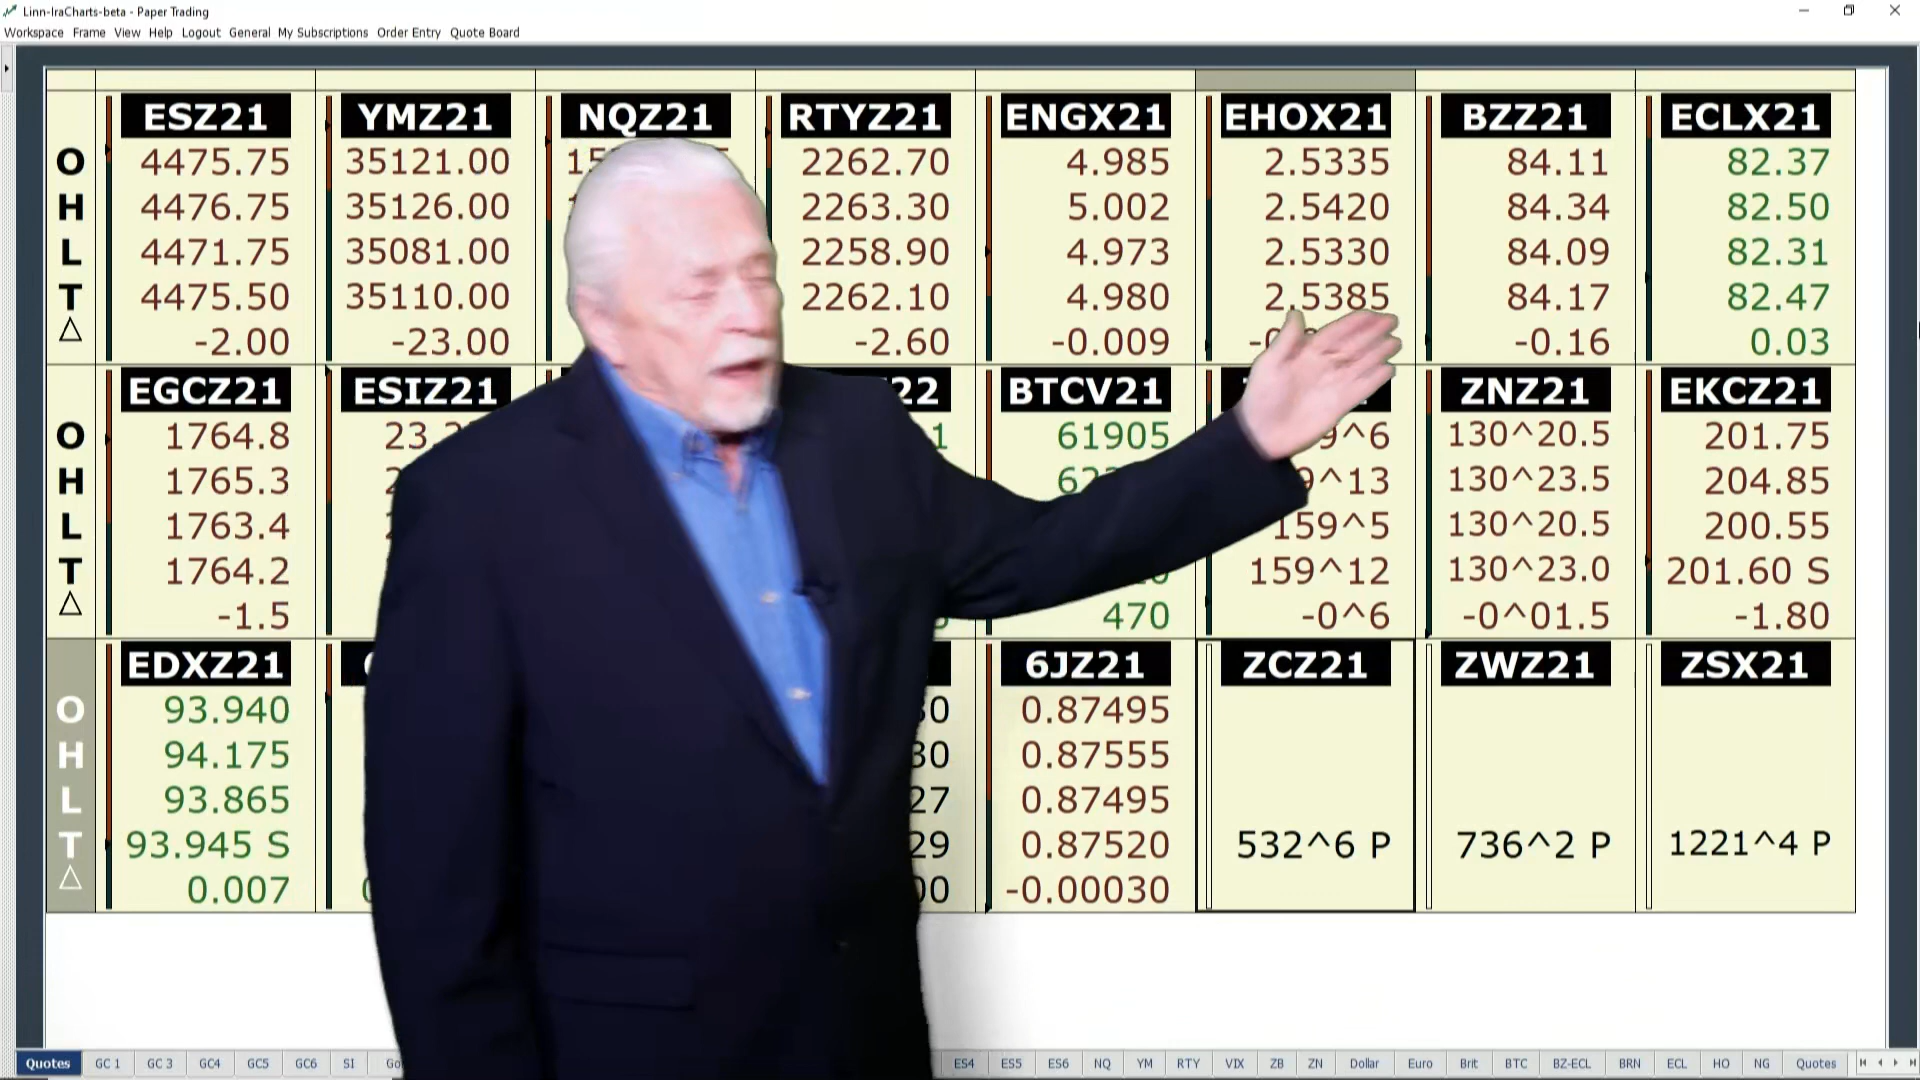 Linn-IraCharts-beta - Paper Trading
Workspace Frame View Help Logout General My Subscriptions Order Entry Quote Board
ESZ21 YMZ21 NQZ21 RTYZ21 ENGX21 EHOX21 BZZ21 ECLX21
O 4475.75 35121.00 2262.70 4.985 2.5335 84.11 82.37
H 4476.75 35126.00 2263.30 5.002 2.5420 84.34 82.50
L 4471.75 35081.00 2258.90 4.973 2.5330 84.09 82.31
T 4475.50 35110.00 2262.10 4.980 2.5385 84.17 82.47
△ -2.00 -23.00 -2.60 -0.009 -0.16 0.03
EGCZ21 ESIZ21 22 BTCV21 ZNZ21 EKCZ21
O 1764.8 61905 130^20.5 201.75
H 1765.3 130^23.5 204.85
L 1763.4 159^5 130^20.5 200.55
T 1764.2 159^12 130^23.0 201.60 S
△ -1.5 470 -0^6 -0^01.5 -1.80
EDXZ21 6JZ21 ZCZ21 ZWZ21 ZSX21
O 93.940 0.87495
H 94.175 0.87555
L 93.865 0.87495
T 93.945 S 0.87520 532^6 P 736^2 P 1221^4 P
△ 0.007 -0.00030
Quotes GC 1 GC 3 GC4 GC5 GC6 SI ES4 ES5 ES6 NQ YM RTY VIX ZB ZN Dollar Euro Brit BTC BZ-ECL BRN ECL HO NG Quotes